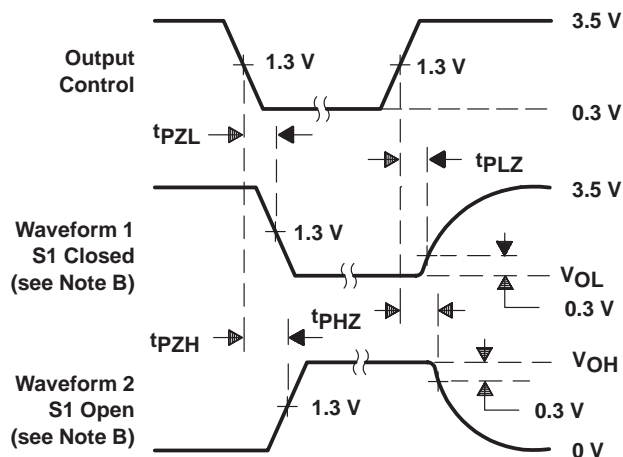 3.5 V
Output
Control
1.3 V
1.3 V
0.3 V
tPZL
tPLZ
3.5 V
Waveform 1
S1 Closed
(see Note B)
1.3 V
VOL
0.3 V
tPZH
tPHZ
VOH
Waveform 2
S1 Open
(see Note B)
1.3 V
0.3 V
0 V